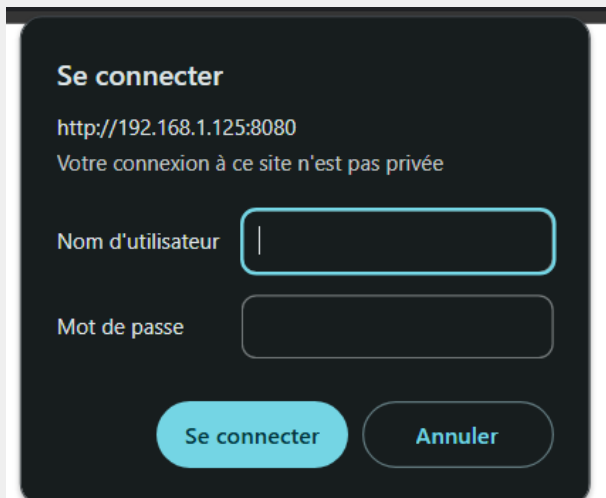 Se connecter
http://192.168.1.125:8080
Votre connexion à ce site n'est pas privée
Nom d'utilisateur
Mot de passe
Se connecter Annuler